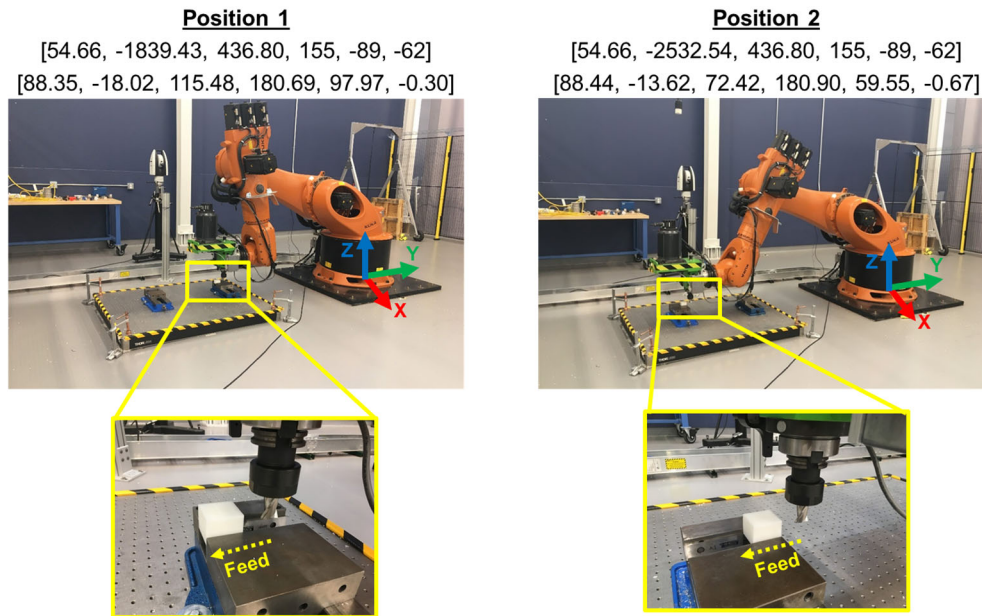 Position 1
[54.66, -1839.43, 436.80, 155, -89, -62]
[88.35, -18.02, 115.48, 180.69, 97.97, -0.30]
Z
Y
X
Feed
Position 2
[54.66, -2532.54, 436.80, 155, -89, -62]
[88.44, -13.62, 72.42, 180.90, 59.55, -0.67]
Z
Y
X
Feed